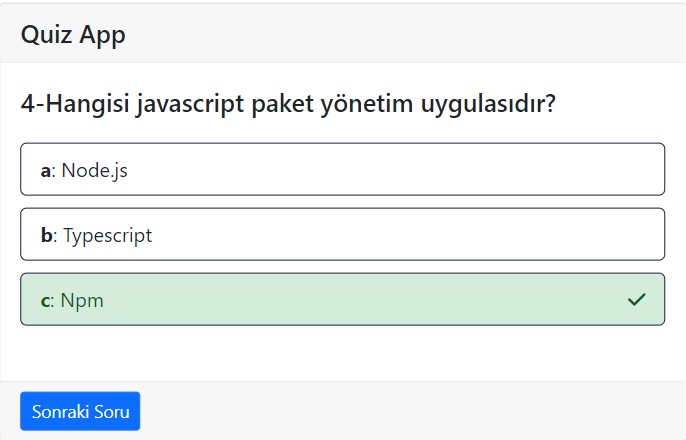 Quiz App
4-Hangisi javascript paket yönetim uygulasıdır?
a: Node.js
b: Typescript
c: Npm
Sonraki Soru